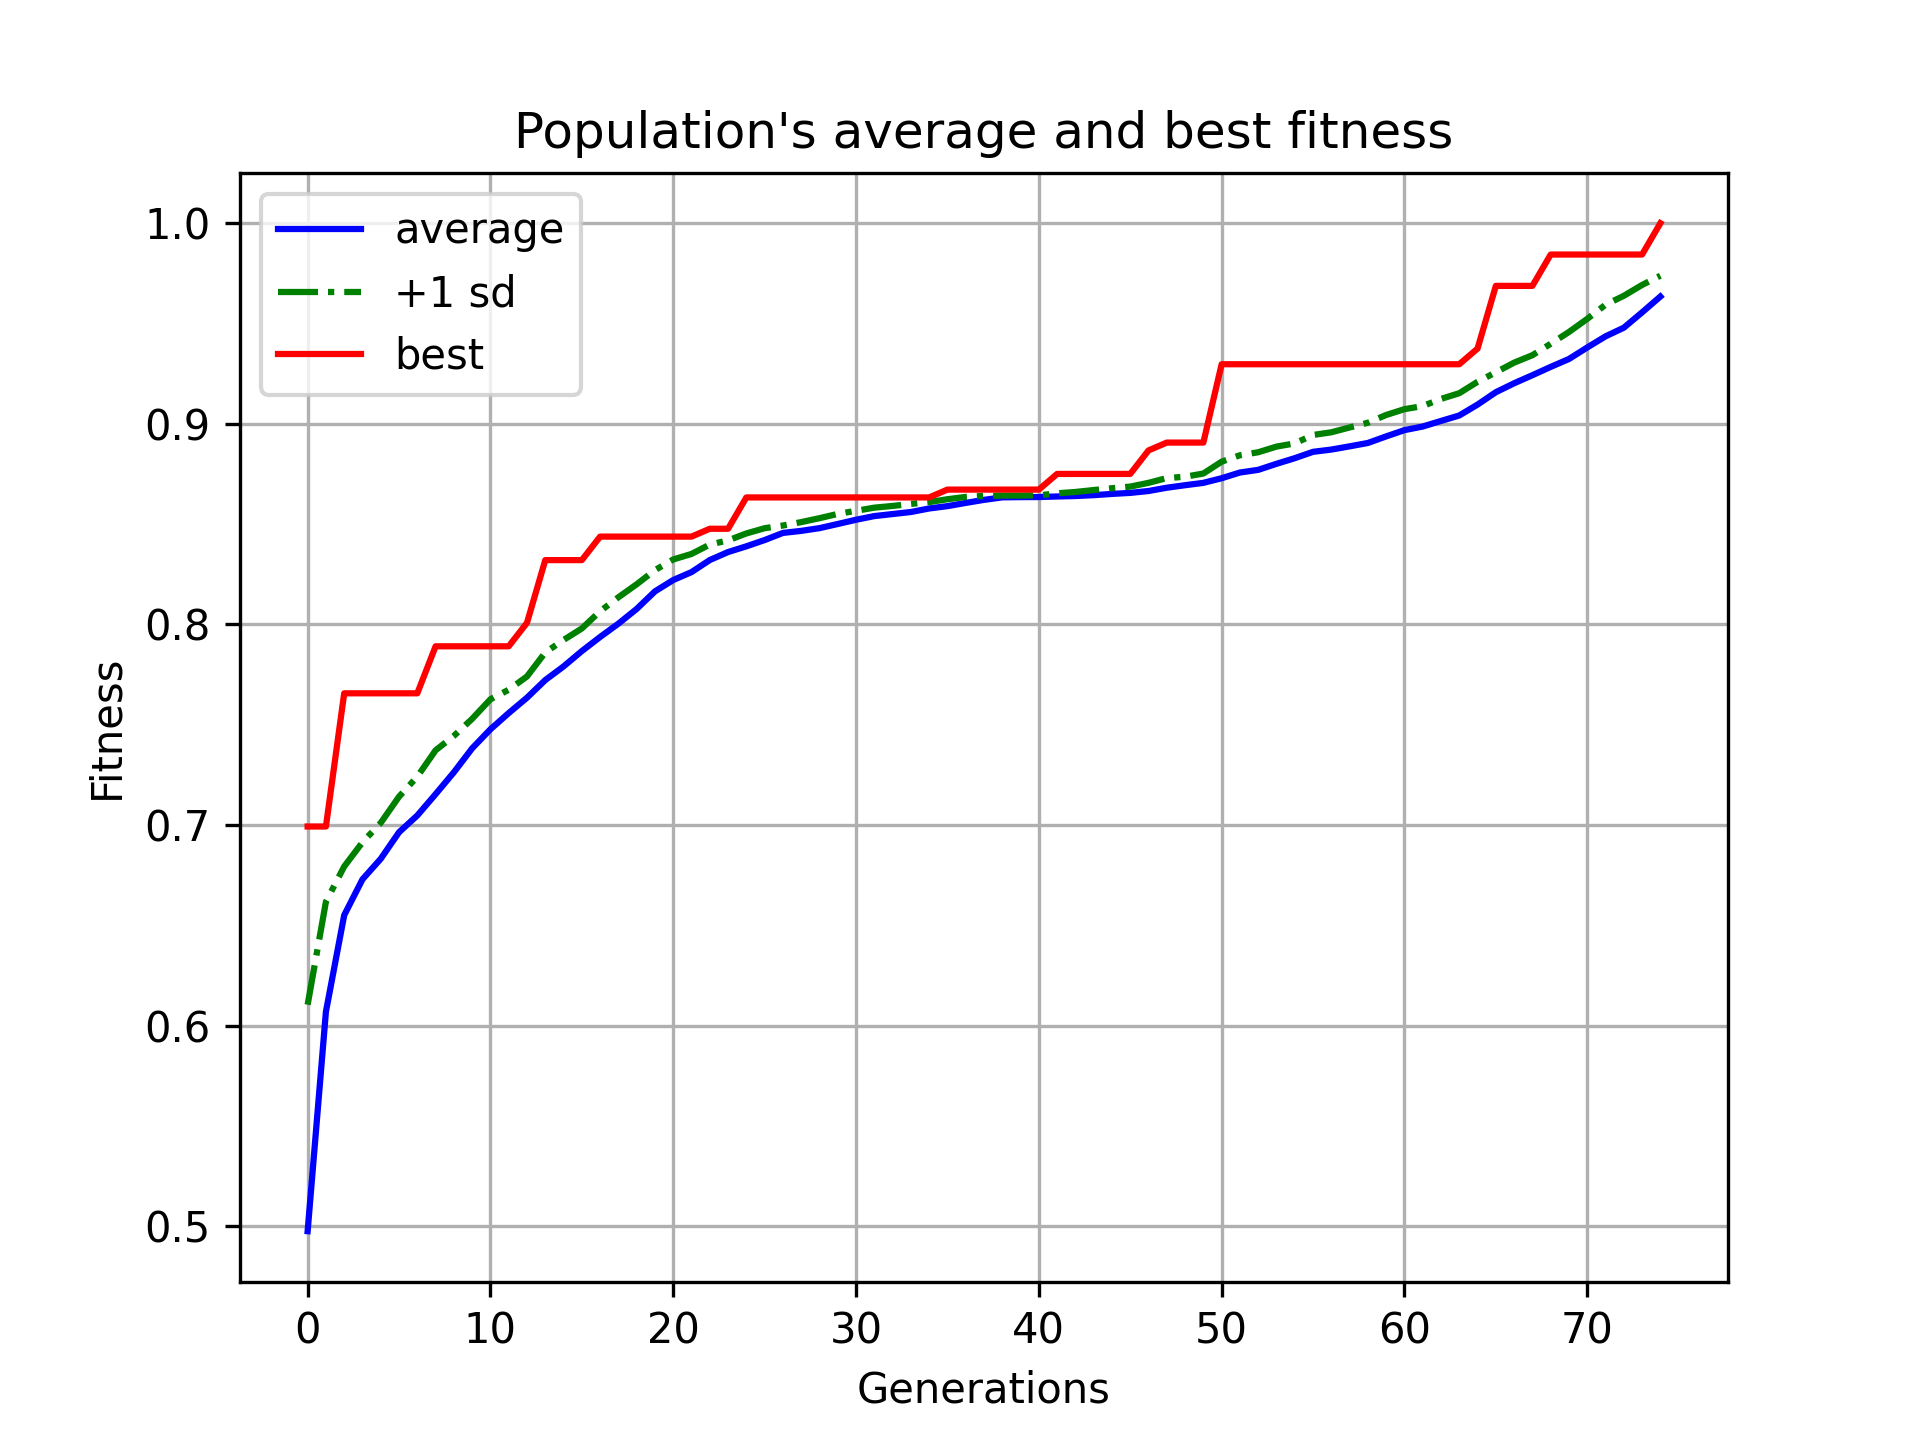 Population's average and best fitness
average
+1 sd
best
1.0
0.9
0.8
0.7
0.6
0.5
Fitness
0 10 20 30 40 50 60 70
Generations